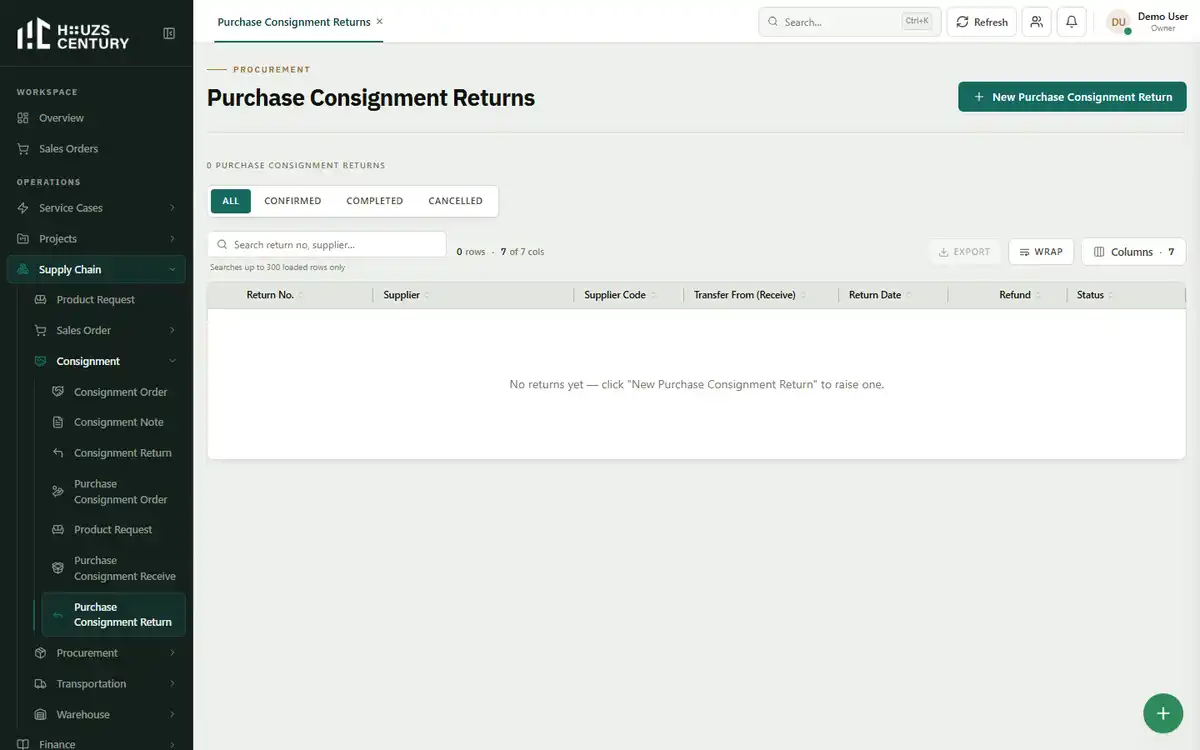 HOUZS
CENTURY
WORKSPACE
Overview
Sales Orders
OPERATIONS
Service Cases
Projects
Supply Chain
Product Request
Sales Order
Consignment
Consignment Order
Consignment Note
Consignment Return
Purchase
Consignment Order
Product Request
Purchase
Consignment Receive
Purchase
Consignment Return
Procurement
Transportation
Warehouse
Finance
Purchase Consignment Returns ×
Search... Ctrl+K
Refresh
DU
Demo User
Owner
PROCUREMENT
Purchase Consignment Returns
+ New Purchase Consignment Return
0 PURCHASE CONSIGNMENT RETURNS
ALL CONFIRMED COMPLETED CANCELLED
Search return no, supplier...
0 rows · 7 of 7 cols
EXPORT WRAP Columns · 7
Searches up to 300 loaded rows only
Return No. Supplier Supplier Code Transfer From (Receive) Return Date Refund Status
No returns yet — click "New Purchase Consignment Return" to raise one.
+